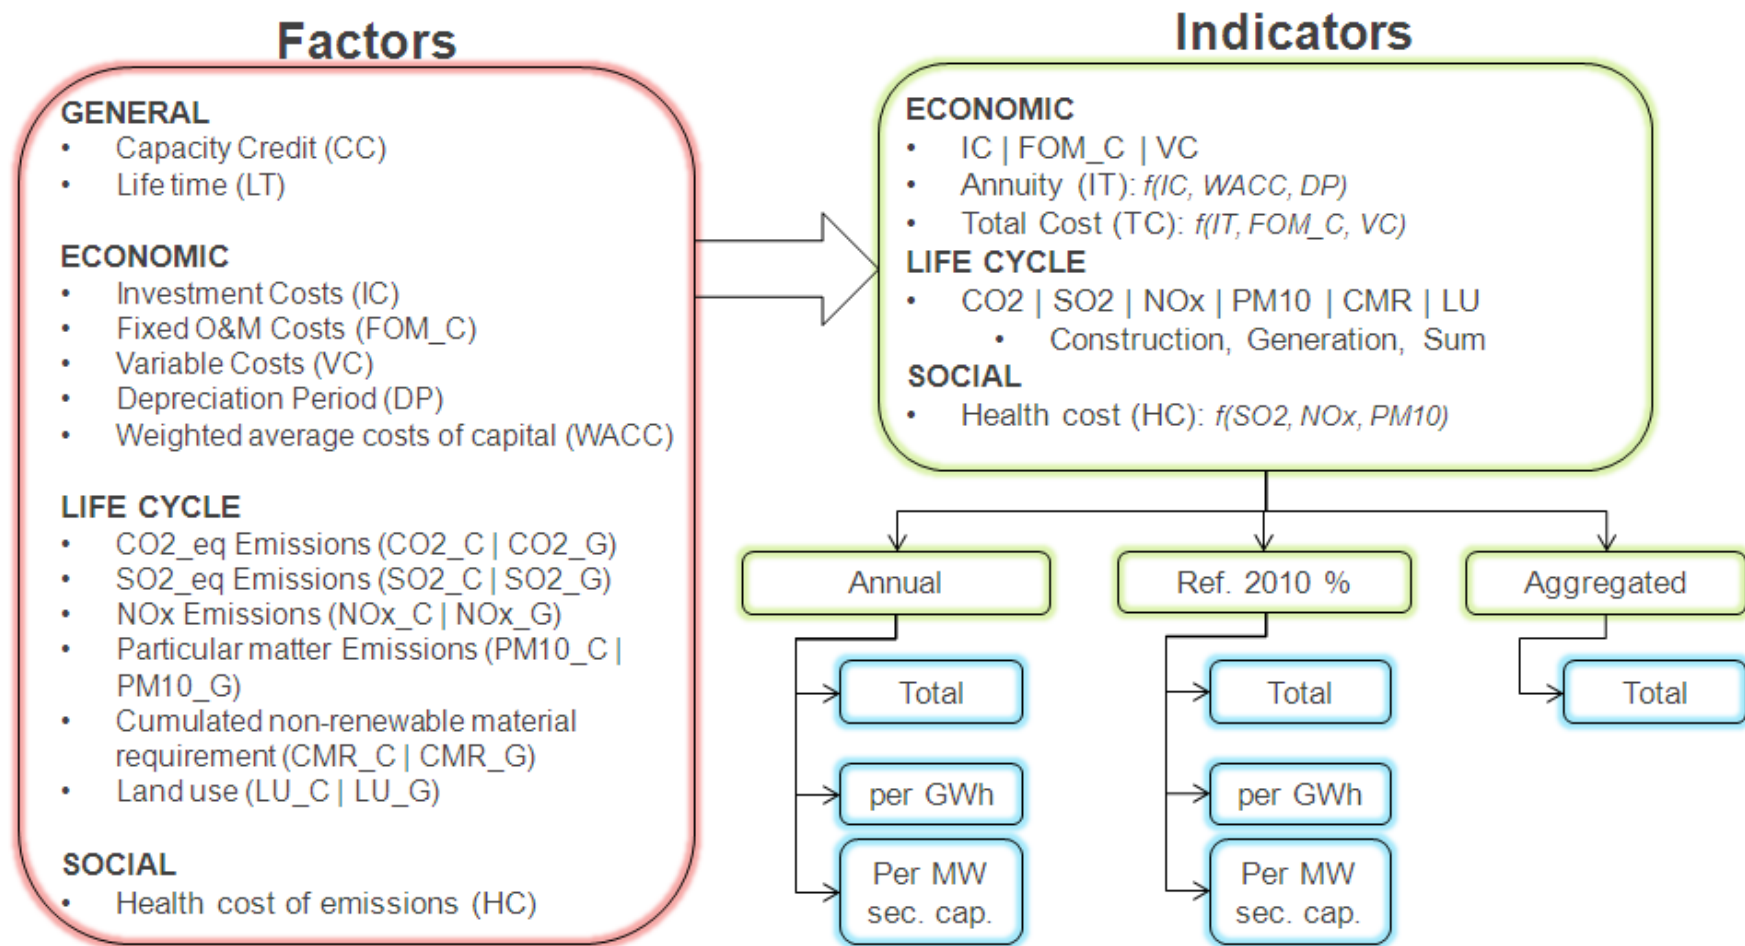 Factors
GENERAL
• Capacity Credit (CC)
• Life time (LT)
ECONOMIC
• Investment Costs (IC)
• Fixed O&M Costs (FOM_C)
• Variable Costs (VC)
• Depreciation Period (DP)
• Weighted average costs of capital (WACC)
LIFE CYCLE
• CO2_eq Emissions (CO2_C | CO2_G)
• SO2_eq Emissions (SO2_C | SO2_G)
• NOx Emissions (NOx_C | NOx_G)
• Particular matter Emissions (PM10_C |
PM10_G)
• Cumulated non-renewable material
requirement (CMR_C | CMR_G)
• Land use (LU_C | LU_G)
SOCIAL
• Health cost of emissions (HC)
Indicators
ECONOMIC
• IC | FOM_C | VC
• Annuity (IT): f(IC, WACC, DP)
• Total Cost (TC): f(IT, FOM_C, VC)
LIFE CYCLE
• CO2 | SO2 | NOx | PM10 | CMR | LU
• Construction, Generation, Sum
SOCIAL
• Health cost (HC): f(SO2, NOx, PM10)
Annual
Total
per GWh
Per MW
sec. cap.
Ref. 2010 %
Total
per GWh
Per MW
sec. cap.
Aggregated
Total